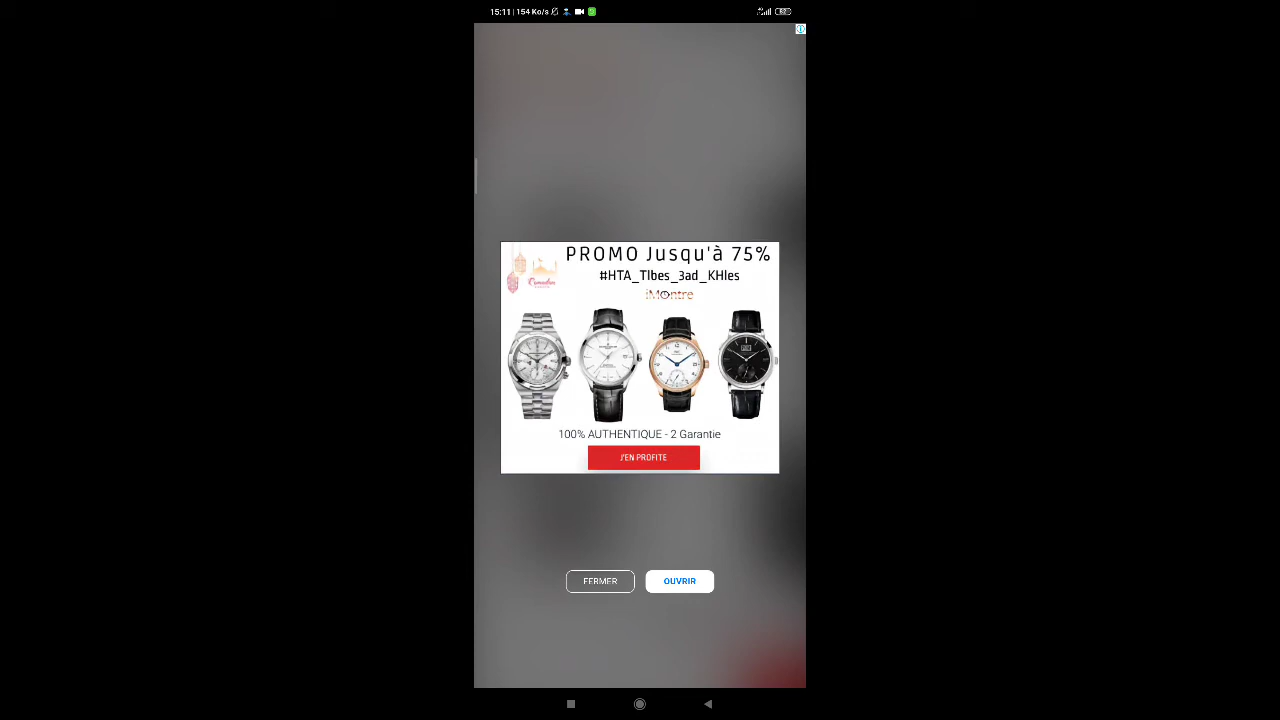 15:11 | 154 Ko/s
PROMO Jusqu'à 75%
#HTA_Tlbes_3ad_KHles
iMontre
100% AUTHENTIQUE - 2 Garantie
J'EN PROFITE
FERMER
OUVRIR